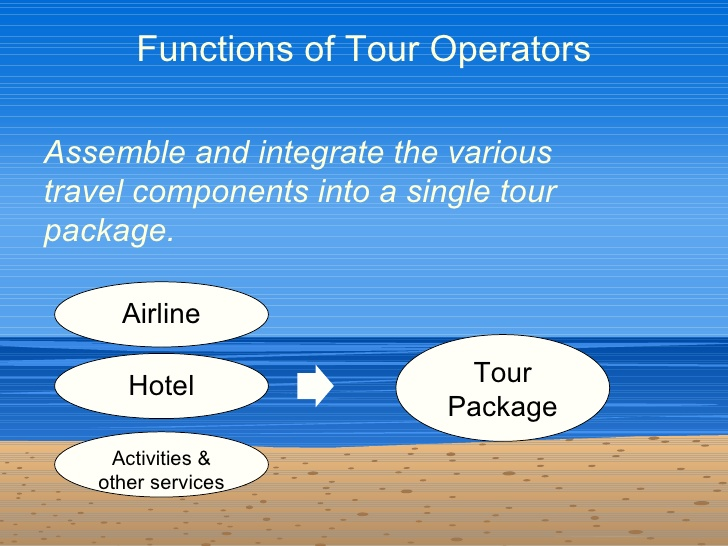 Functions of Tour Operators
Assemble and integrate the various
travel components into a single tour
package.
Airline
Hotel
Activities &
other services
Tour
Package